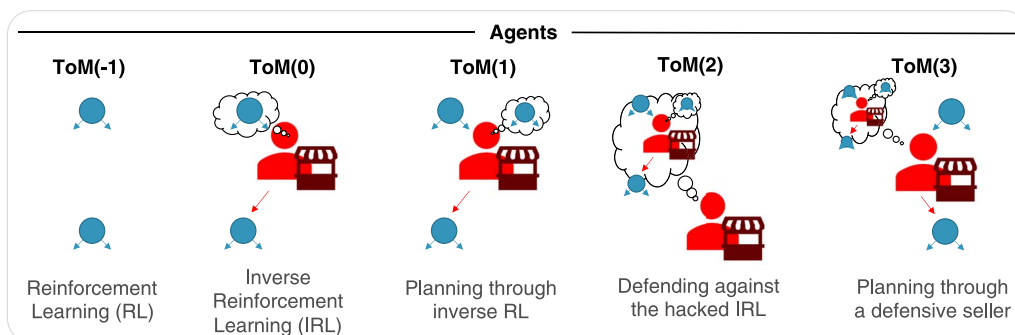 Agents
ToM(-1)
ToM(0)
ToM(1)
ToM(2)
ToM(3)
Reinforcement
Learning (RL)
Inverse
Reinforcement
Learning (IRL)
Planning through
inverse RL
Defending against
the hacked IRL
Planning through
a defensive seller